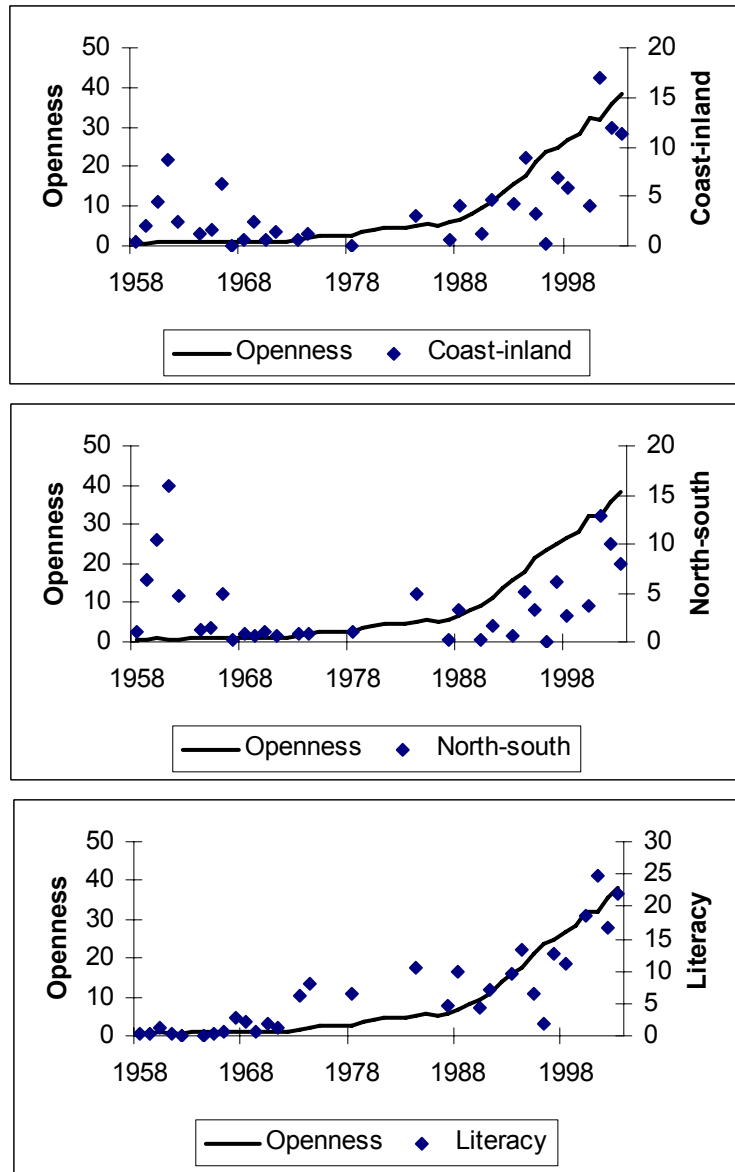 50
40
30
20
10
0
Openness
20
15
10
5
0
Coast-inland
1958 1968 1978 1988 1998
Openness Coast-inland
50
40
30
20
10
0
Openness
20
15
10
5
0
North-south
1958 1968 1978 1988 1998
Openness North-south
50
40
30
20
10
0
Openness
30
25
20
15
10
5
0
Literacy
1958 1968 1978 1988 1998
Openness Literacy